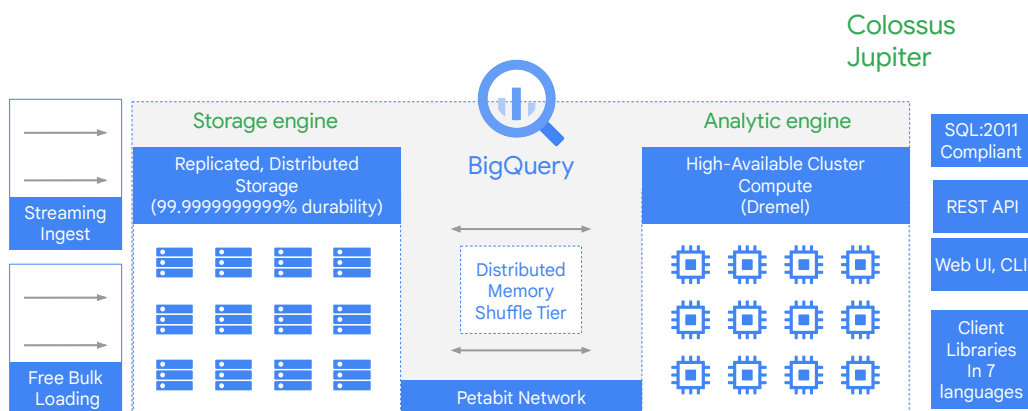 Colossus
Jupiter
Storage engine
Analytic engine
BigQuery
Replicated, Distributed
Storage
(99.9999999999% durability)
High-Available Cluster
Compute
(Dremel)
SQL:2011
Compliant
Streaming
Ingest
REST API
Distributed
Memory
Shuffle Tier
Web UI, CLI
Client
Libraries
In 7
languages
Free Bulk
Loading
Petabit Network